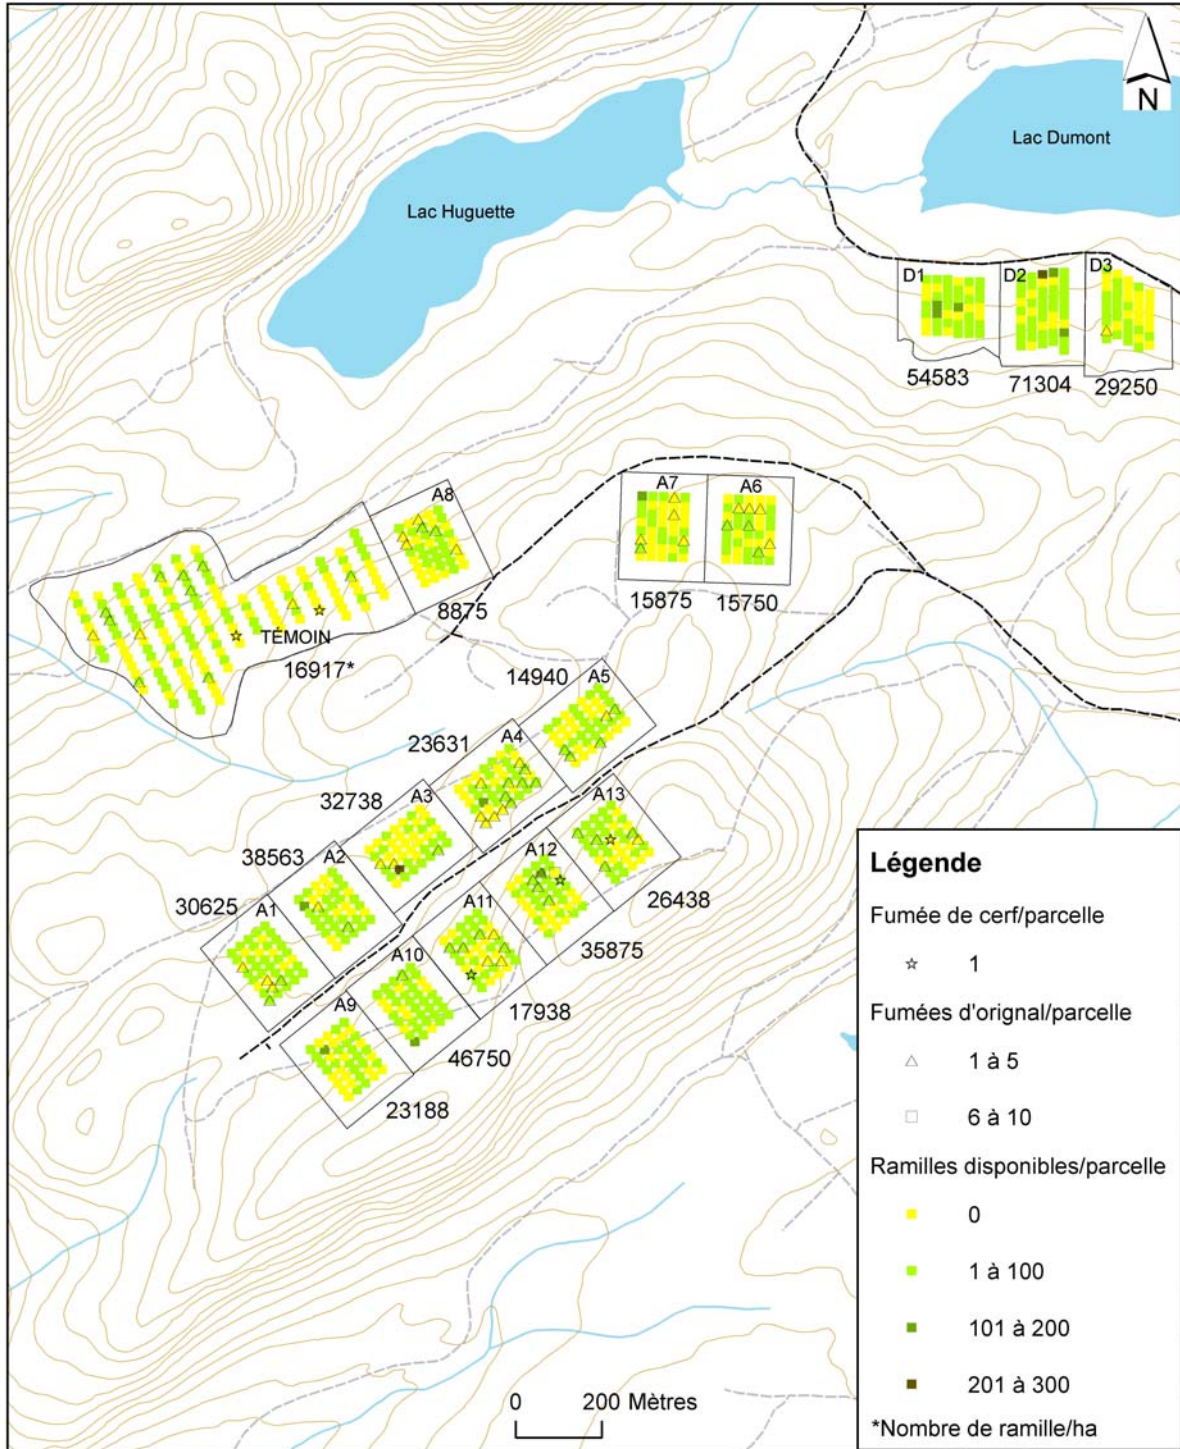 N
Lac Dumont
Lac Huguette
D1
D2
D3
54583
71304
29250
A8
A7
A6
8875
15875
15750
TÉMOIN
16917*
14940
A5
23631
A4
32738
A3
A13
38563
A2
A12
26438
30625
A1
A11
35875
A10
17938
A9
46750
23188
0 200 Mètres
Légende
Fumée de cerf/parcelle
1
Fumées d'orignal/parcelle
1 à 5
6 à 10
Ramilles disponibles/parcelle
0
1 à 100
101 à 200
201 à 300
*Nombre de ramille/ha